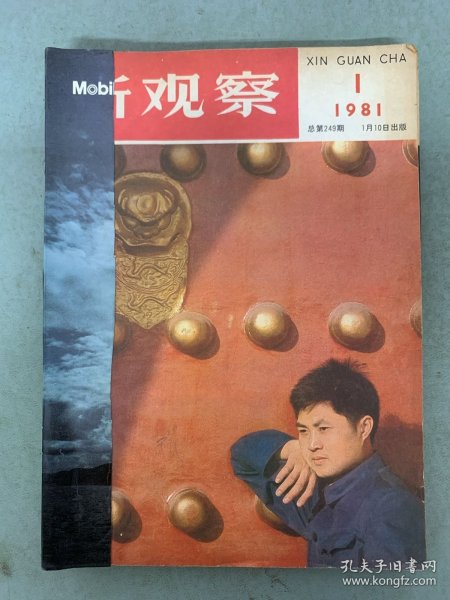 XIN GUAN CHA
Mobil
新观察
1
1981
总第249期 1月10日出版
孔夫子旧书网
www.kongfz.com